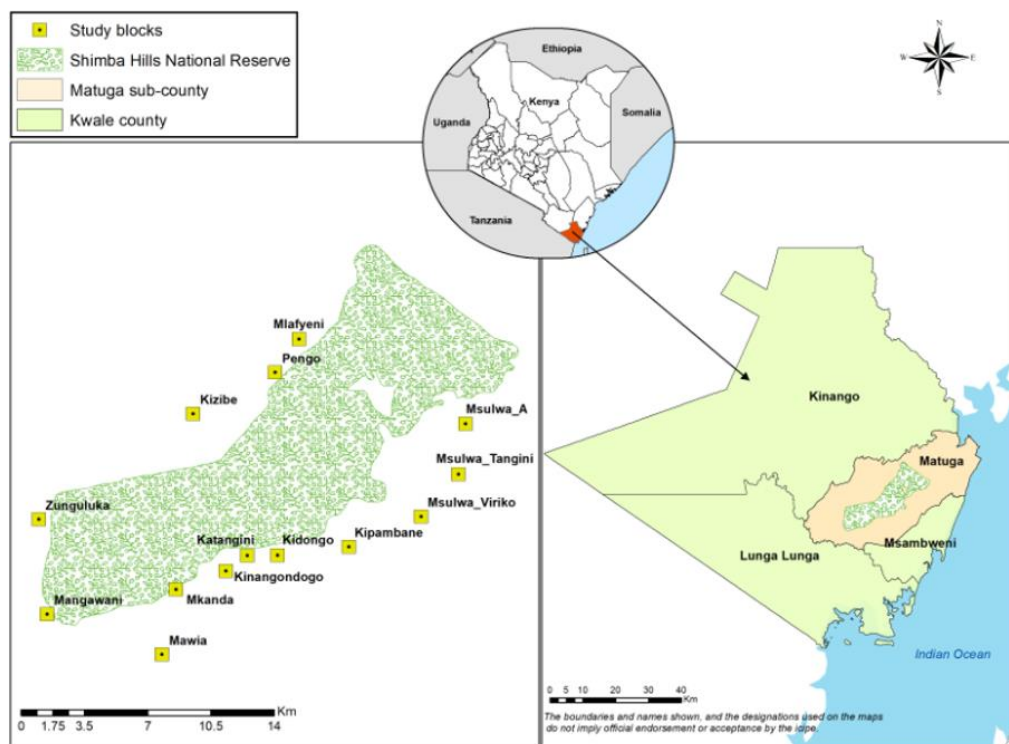 Study blocks
Shimba Hills National Reserve
Matuga sub-county
Kwale county
N
W
E
S
Ethiopia
Kenya
Somalia
Uganda
Tanzania
Mlafyeni
Pengo
Kizibe
Msulwa_A
Msulwa_Tangini
Msulwa_Viriko
Zunguluka
Katangini
Kidongo
Kipambane
Kinangondogo
Mkanda
Mangawani
Mawia
Km
0 1.75 3.5 7 10.5 14
Kinango
Matuga
Msambweni
Lunga Lunga
Indian Ocean
0 5 10 20 30 40
Km
The boundaries and names shown, and the designations used on the maps
do not imply official endorsement or acceptance by the icipe.